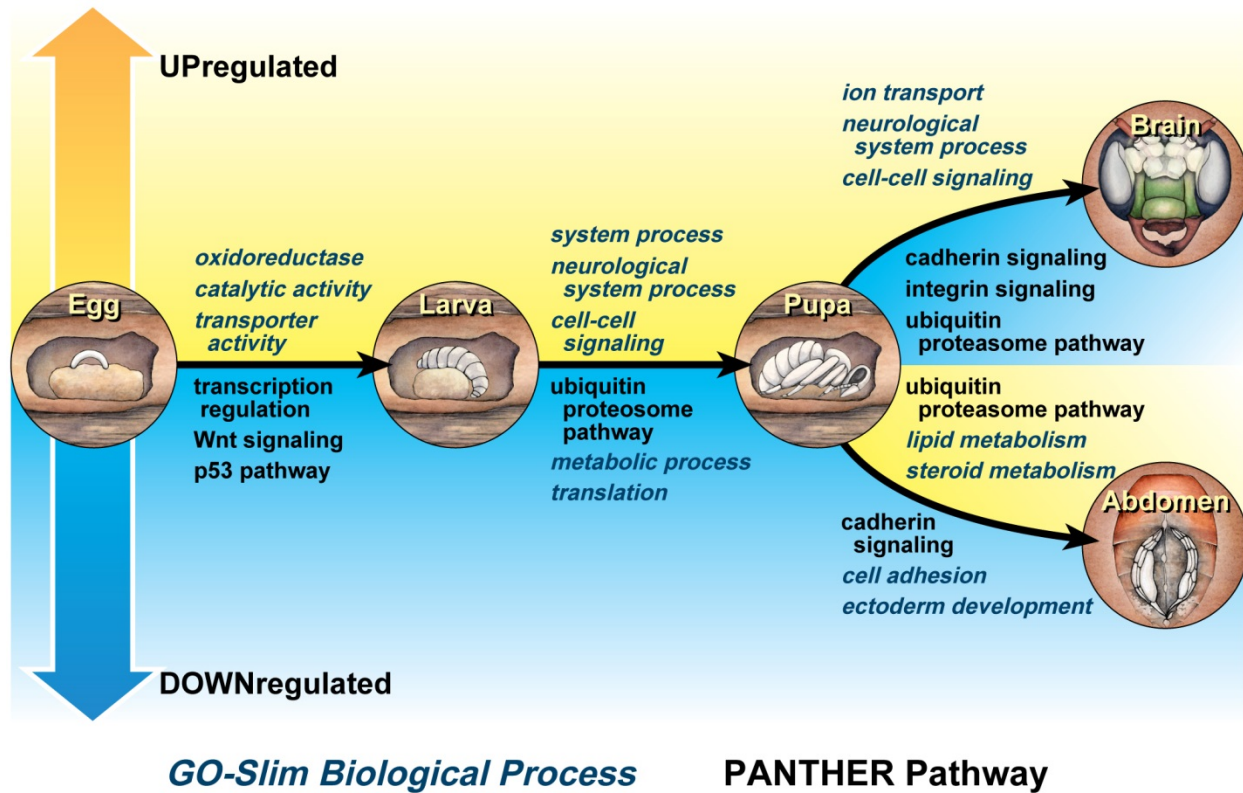 UPregulated
Egg
oxidoreductase
catalytic activity
transporter
activity
transcription
regulation
Wnt signaling
p53 pathway
Larva
system process
neurological
system process
cell-cell
signaling
ubiquitin
proteosome
pathway
metabolic process
translation
Pupa
ion transport
neurological
system process
cell-cell signaling
Brain
cadherin signaling
integrin signaling
ubiquitin
proteasome pathway
ubiquitin
proteasome pathway
lipid metabolism
steroid metabolism
Abdomen
cadherin
signaling
cell adhesion
ectoderm development
DOWNregulated
GO-Slim Biological Process
PANTHER Pathway